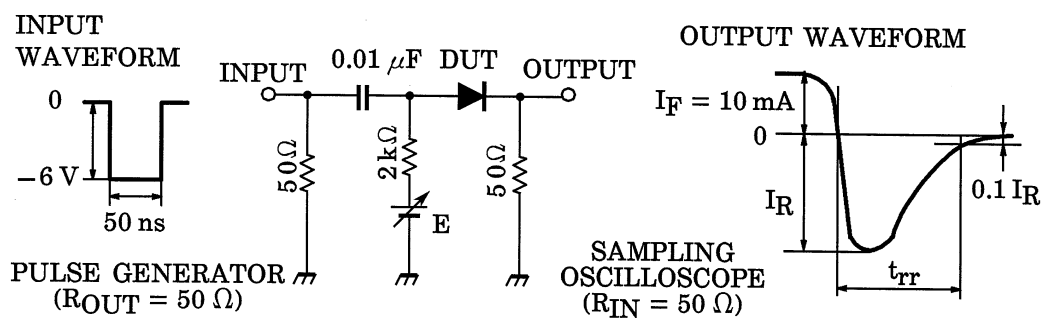 INPUT
WAVEFORM
0
−6 V
50 ns
PULSE GENERATOR
(ROUT = 50 Ω)
INPUT
0.01 μF
DUT
OUTPUT
50Ω
2kΩ
E
50Ω
SAMPLING
OSCILLOSCOPE
(RIN = 50 Ω)
OUTPUT WAVEFORM
IF = 10 mA
0
IR
0.1 IR
trr